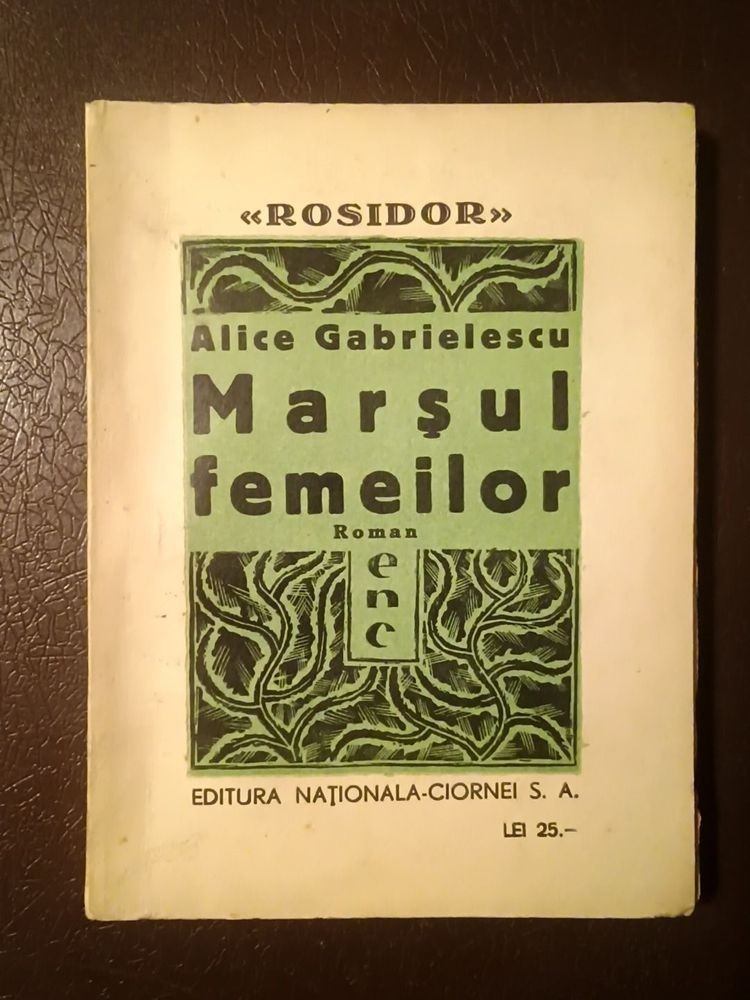 «ROSIDOR»
Alice Gabrielescu
Marşul
femeilor
Roman
enc
EDITURA NAŢIONALA-CIORNEI S. A.
LEI 25.–